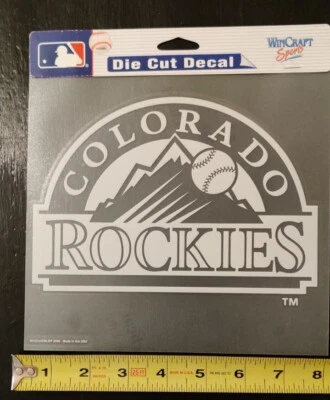 Die Cut Decal
WINCRAFT
Sports
COLORADO
ROCKIES
TM
1 2 3 4 5 6 7 8